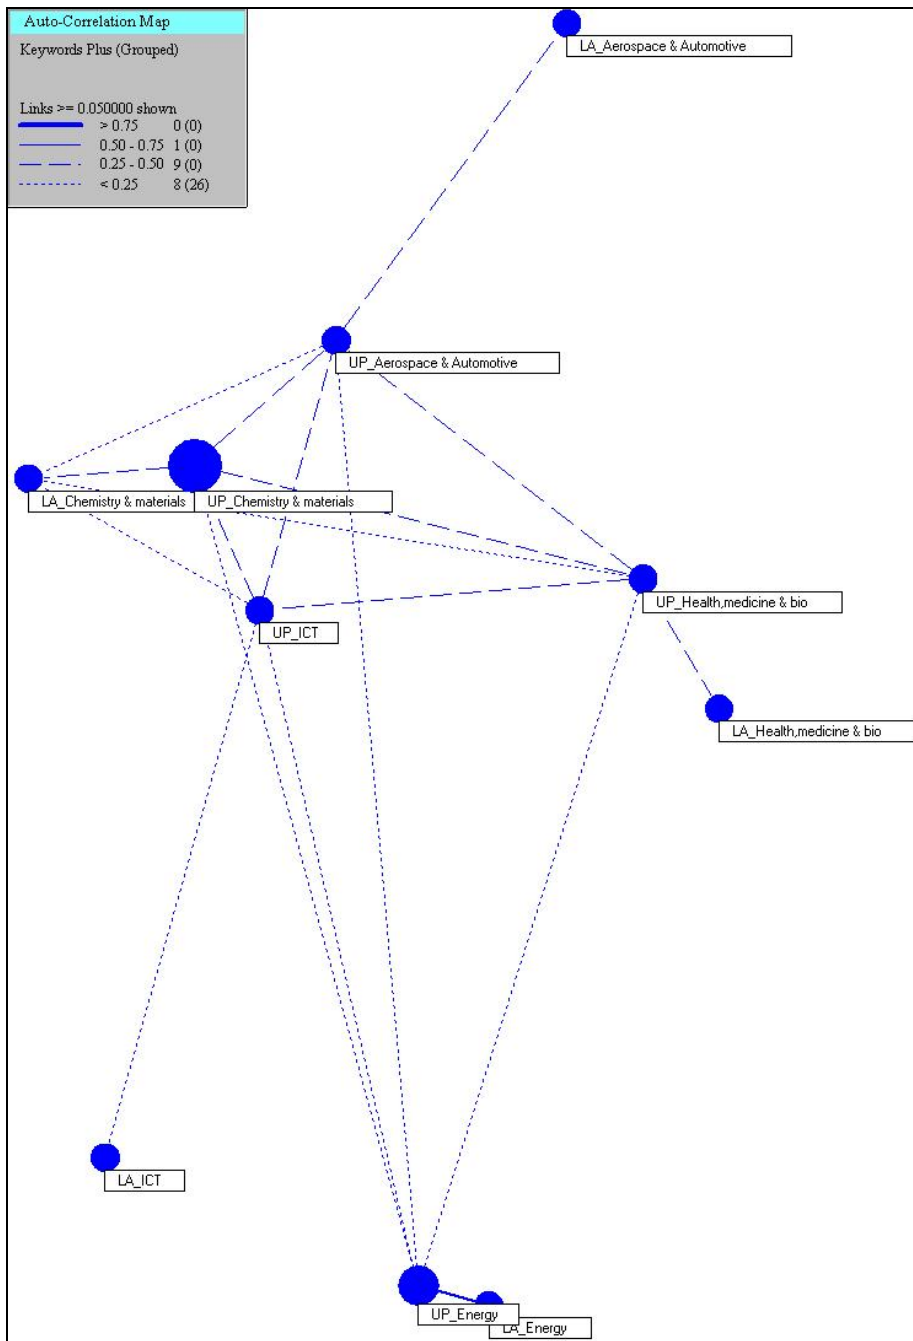 Auto-Correlation Map
Keywords Plus (Grouped)
Links >= 0.050000 shown
> 0.75 0 (0)
0.50 - 0.75 1 (0)
0.25 - 0.50 9 (0)
< 0.25 8 (26)
LA_Aerospace & Automotive
UP_Aerospace & Automotive
LA_Chemistry & materials
UP_Chemistry & materials
UP_Health,medicine & bio
UP_ICT
LA_Health,medicine & bio
LA_ICT
UP_Energy
LA_Energy